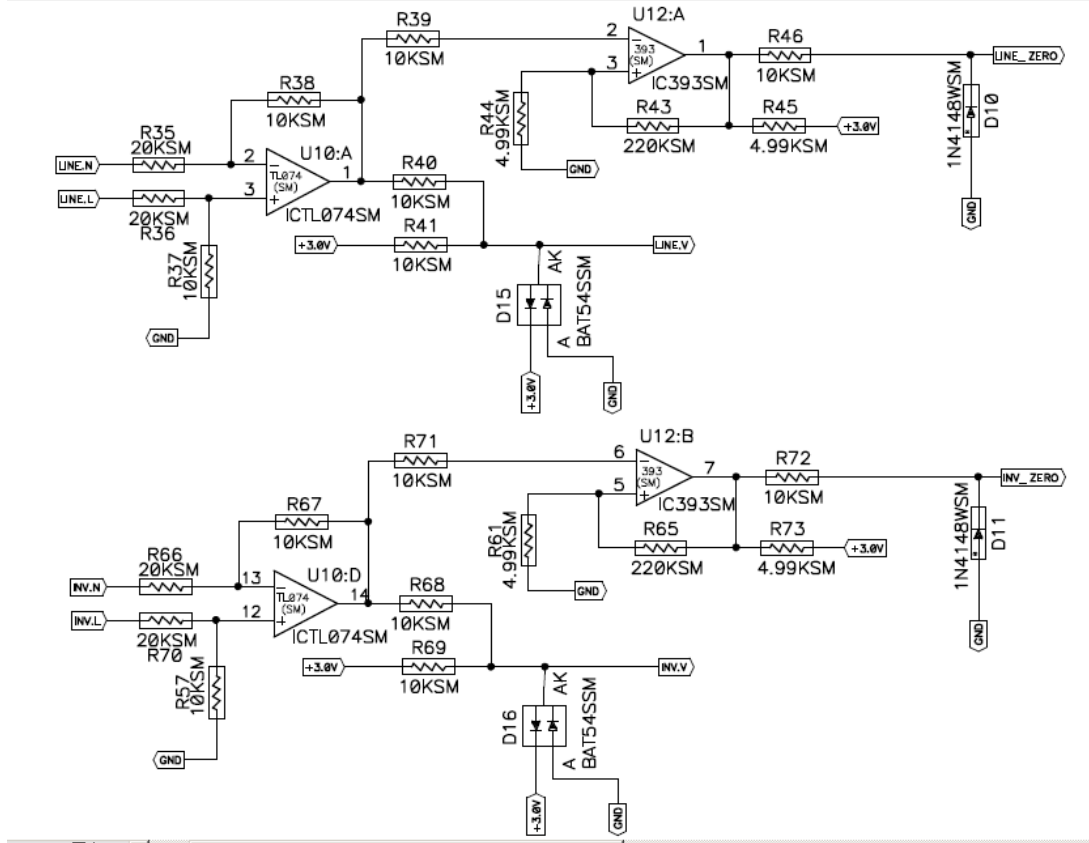 R39
10KSM
U12:A
2
3
1
393
(SM)
IC393SM
R46
10KSM
LINE_ZERO
R38
10KSM
R44
4.99KSM
R43
220KSM
R45
4.99KSM
+3.0V
GND
1N4148WSM
D10
GND
R35
20KSM
LINE.N
LINE.L
20KSM
R36
U10:A
2
3
1
TL074
(SM)
ICTL074SM
R40
10KSM
+3.0V
R41
10KSM
LINE.V
R37
10KSM
GND
D15
AK
A
BAT54SSM
+3.0V
GND
R71
10KSM
U12:B
6
5
7
393
(SM)
IC393SM
R72
10KSM
INV_ZERO
R67
10KSM
R61
4.99KSM
R65
220KSM
R73
4.99KSM
+3.0V
GND
1N4148WSM
D11
GND
R66
20KSM
INV.N
INV.L
20KSM
R70
U10:D
13
12
14
TL074
(SM)
ICTL074SM
R68
10KSM
+3.0V
R69
10KSM
INV.V
R57
10KSM
GND
D16
AK
A
BAT54SSM
+3.0V
GND